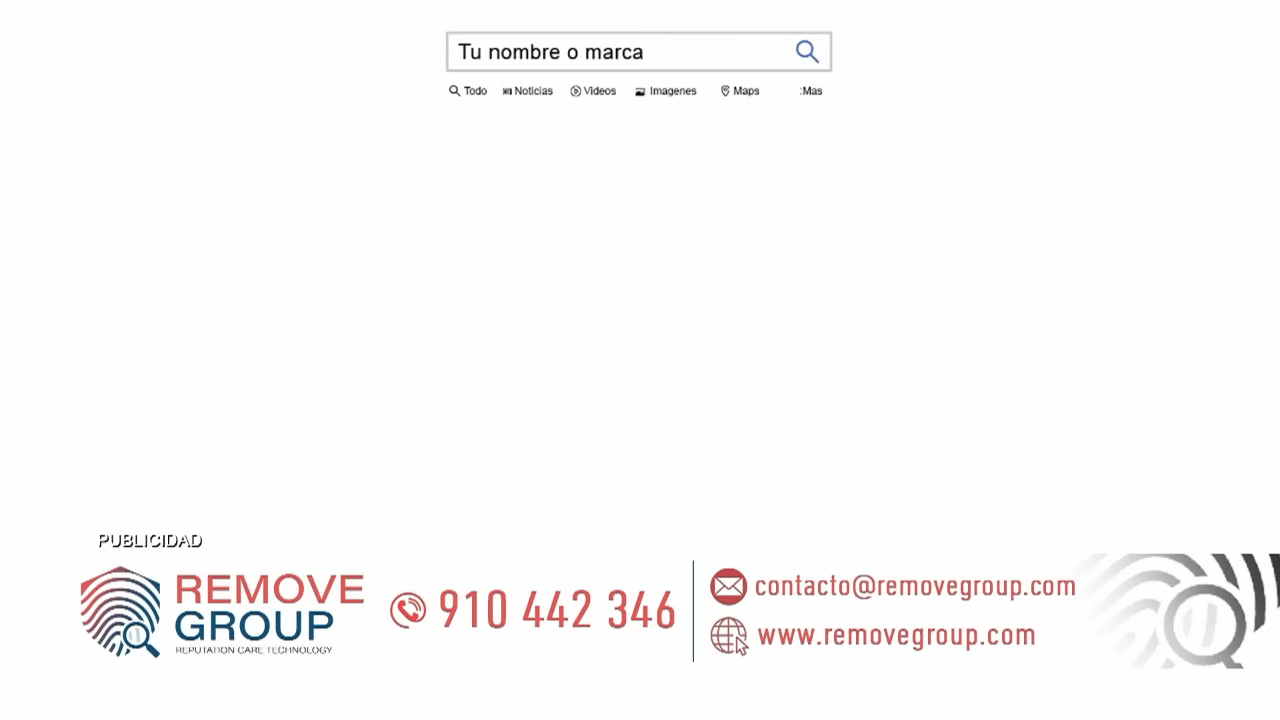 Tu nombre o marca
Todo Noticias Videos Imagenes Maps :Mas
PUBLICIDAD
REMOVE
GROUP
REPUTATION CARE TECHNOLOGY
910 442 346
contacto@removegroup.com
www.removegroup.com